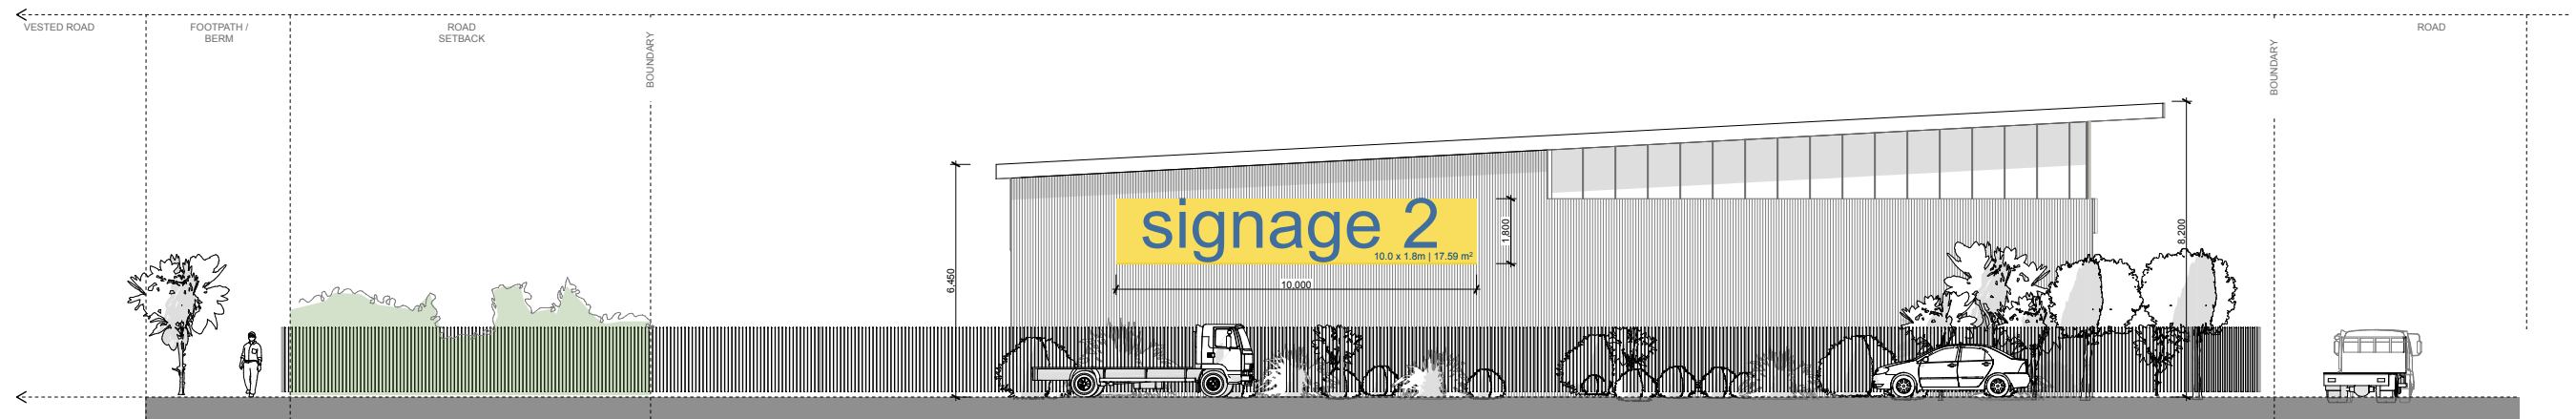 VESTED ROAD
FOOTPATH /
BERM
ROAD
SETBACK
BOUNDARY
BOUNDARY
ROAD
6,450
signage 2
10.0 x 1.8m | 17.59 m²
10,000
1,800
8,200